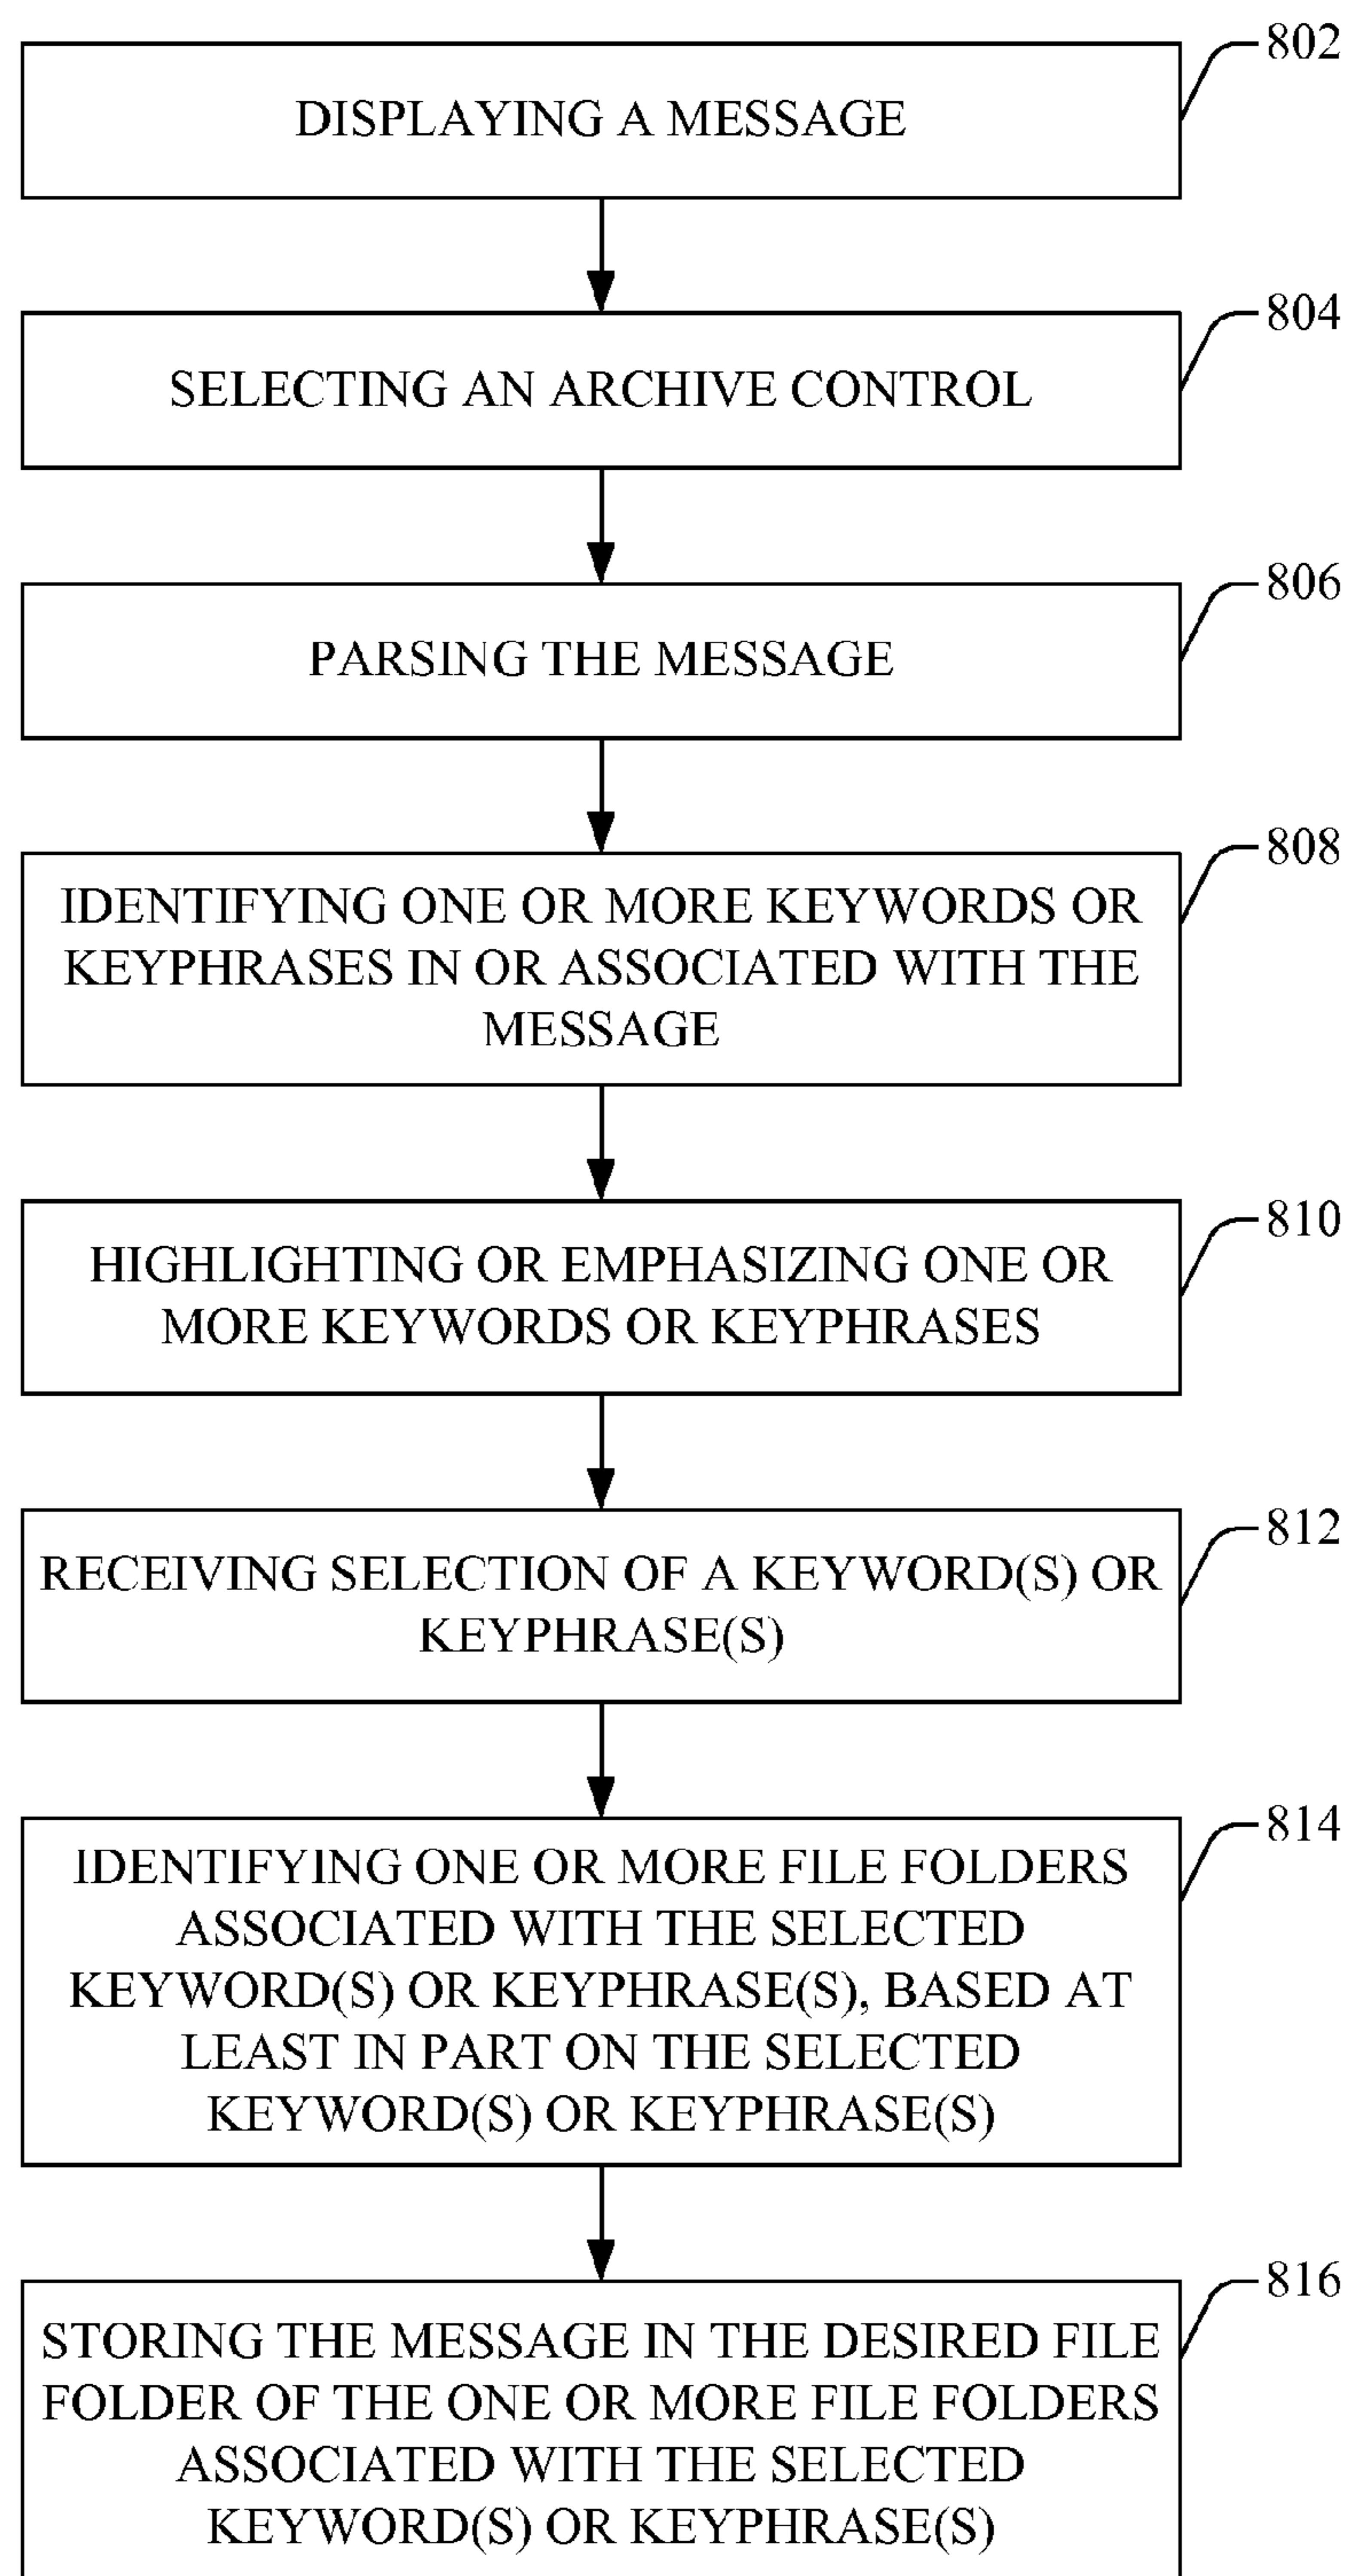 802
DISPLAYING A MESSAGE
804
SELECTING AN ARCHIVE CONTROL
806
PARSING THE MESSAGE
808
IDENTIFYING ONE OR MORE KEYWORDS OR
KEYPHRASES IN OR ASSOCIATED WITH THE
MESSAGE
810
HIGHLIGHTING OR EMPHASIZING ONE OR
MORE KEYWORDS OR KEYPHRASES
812
RECEIVING SELECTION OF A KEYWORD(S) OR
KEYPHRASE(S)
814
IDENTIFYING ONE OR MORE FILE FOLDERS
ASSOCIATED WITH THE SELECTED
KEYWORD(S) OR KEYPHRASE(S), BASED AT
LEAST IN PART ON THE SELECTED
KEYWORD(S) OR KEYPHRASE(S)
816
STORING THE MESSAGE IN THE DESIRED FILE
FOLDER OF THE ONE OR MORE FILE FOLDERS
ASSOCIATED WITH THE SELECTED
KEYWORD(S) OR KEYPHRASE(S)